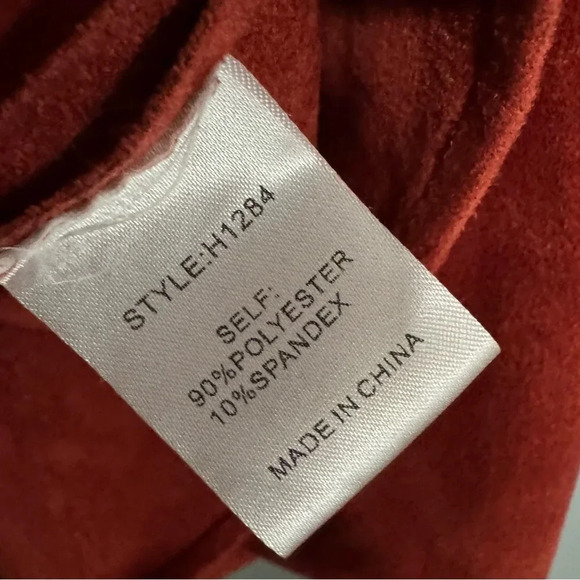 STYLE:H1284
SELF:
90%POLYESTER
10%SPANDEX
MADE IN CHINA